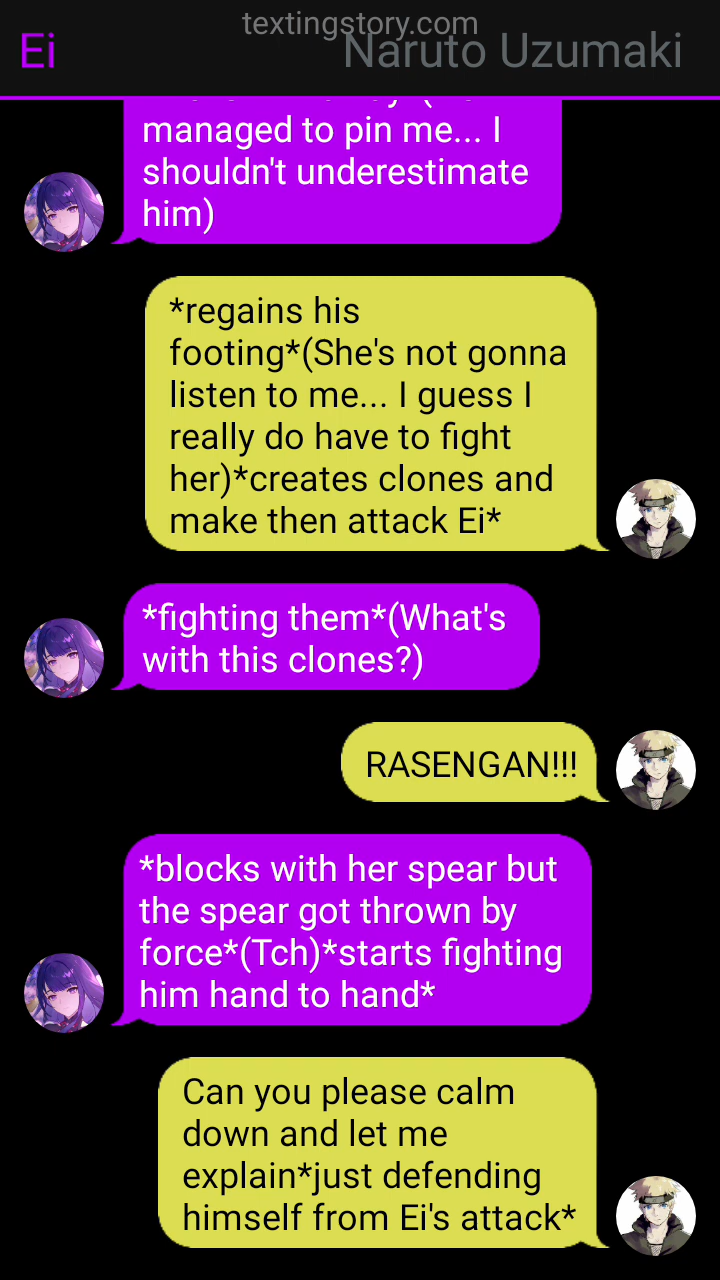 textingstory.com
Ei
Naruto Uzumaki
managed to pin me... I
shouldn't underestimate
him)
*regains his
footing*(She's not gonna
listen to me... I guess I
really do have to fight
her)*creates clones and
make then attack Ei*
*fighting them*(What's
with this clones?)
RASENGAN!!!
*blocks with her spear but
the spear got thrown by
force*(Tch)*starts fighting
him hand to hand*
Can you please calm
down and let me
explain*just defending
himself from Ei's attack*